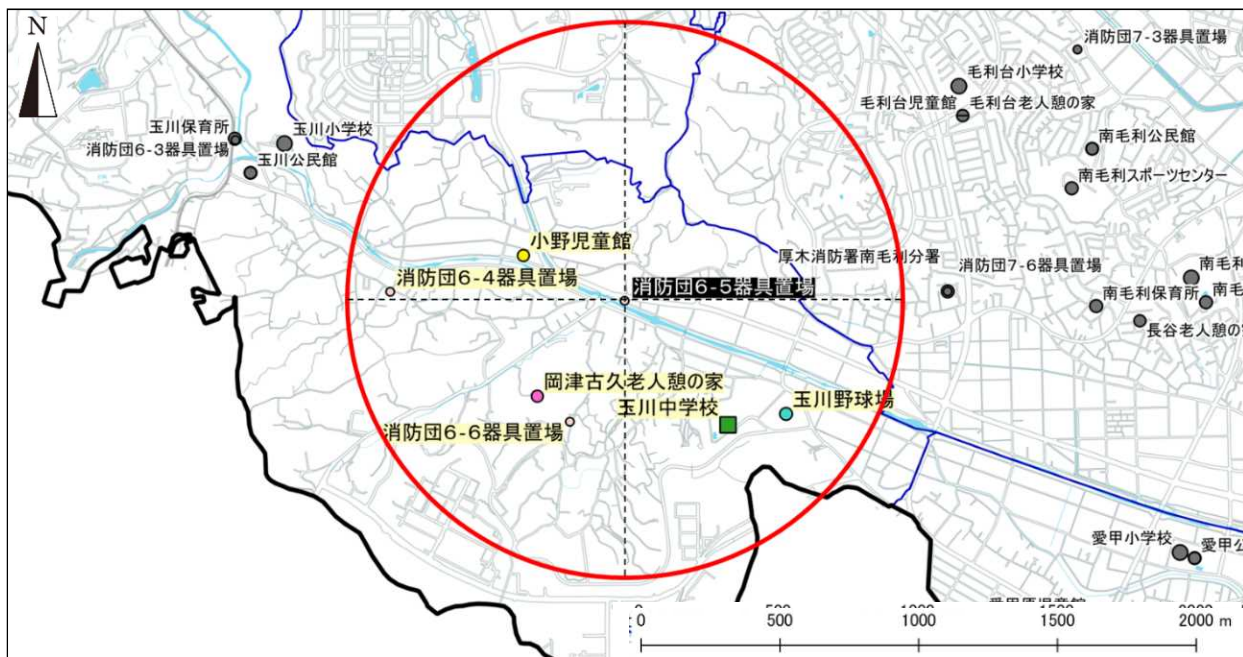 N
消防団7-3器具置場
毛利台小学校
毛利台児童館
毛利台老人憩の家
玉川保育所
玉川小学校
消防団6-3器具置場
玉川公民館
南毛利公民館
南毛利スポーツセンター
小野児童館
厚木消防署南毛利分署
消防団6-4器具置場
消防団6-5器具置場
消防団7-6器具置場
南毛利
南毛利保育所
南毛
長谷老人憩の
岡津古久老人憩の家
玉川中学校
玉川野球場
消防団6-6器具置場
愛甲小学校
愛甲公
0 500 1000 1500 2000 m